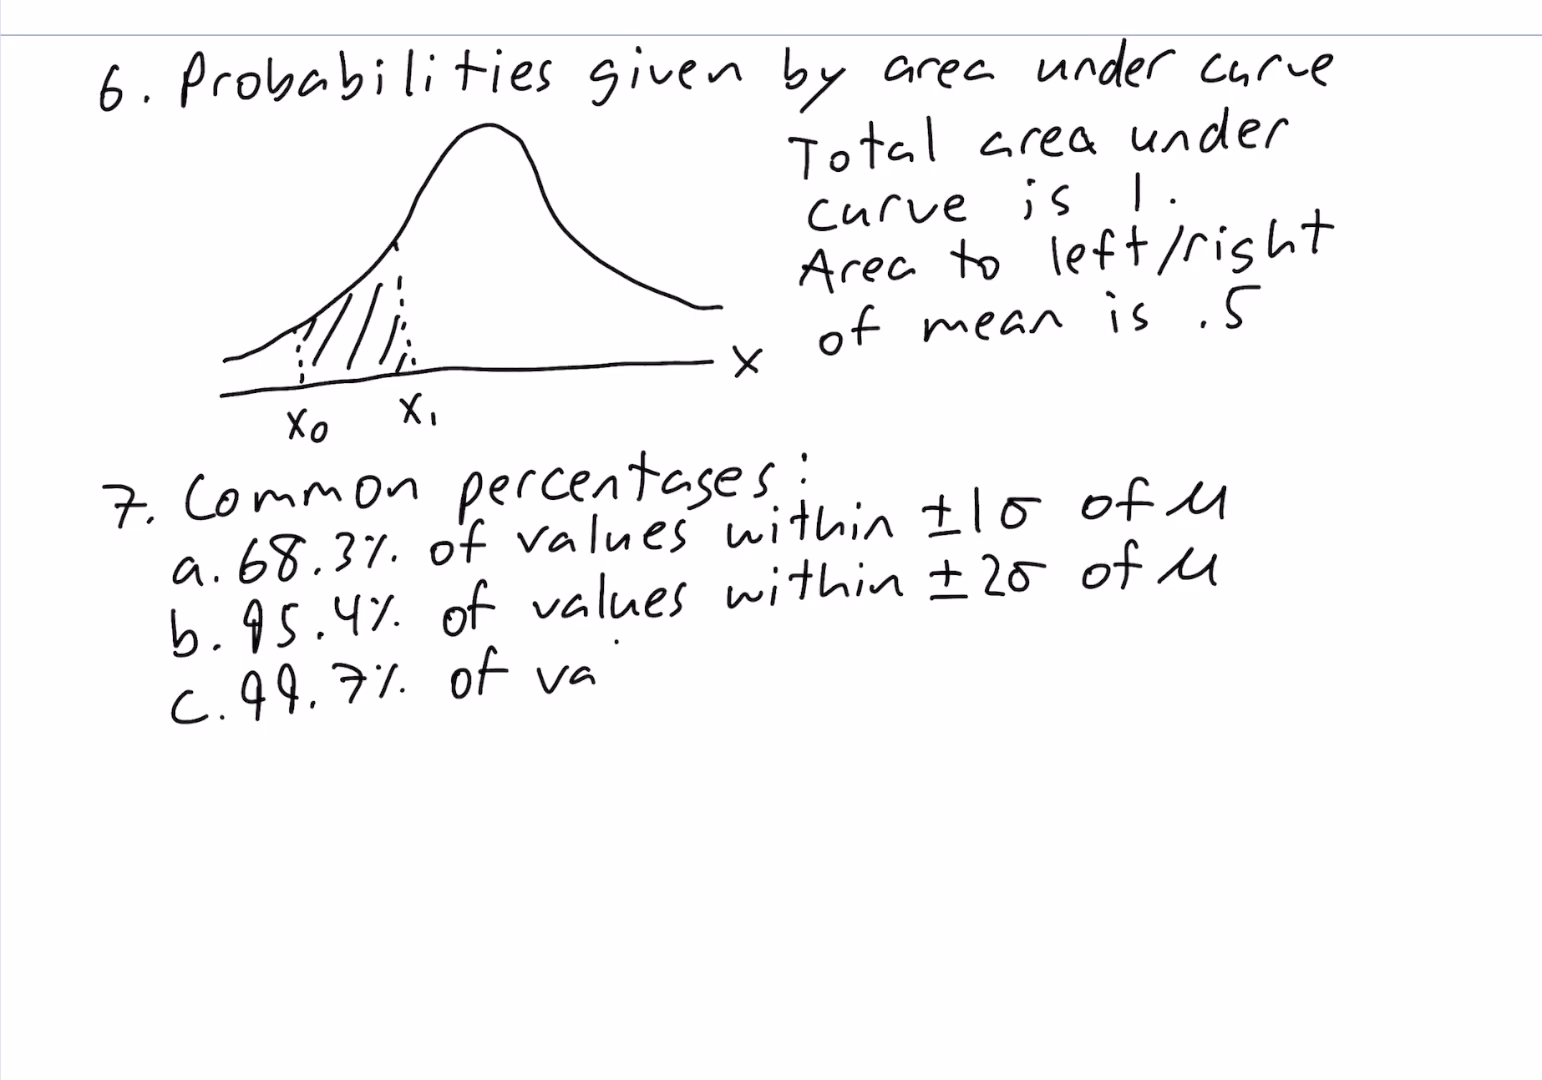 6. Probabilities given by area under curve
Total area under
curve is 1.
Area to left/right
of mean is .5
x
x₀ x₁
7. Common percentages:
a. 68.3% of values within ±1σ of μ
b. 95.4% of values within ±2σ of μ
c. 99.7% of va